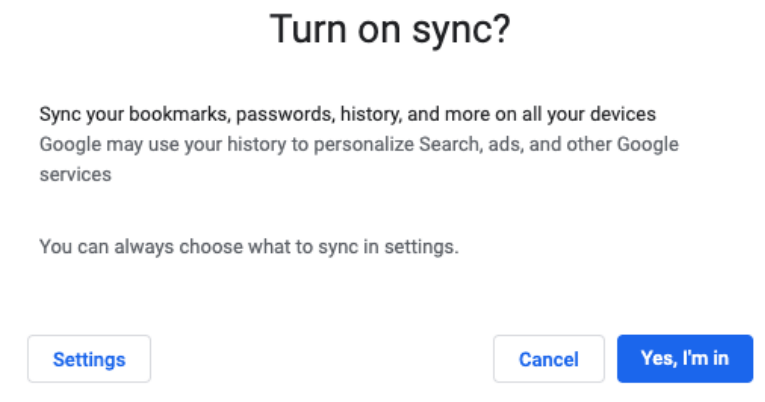 Turn on sync?
Sync your bookmarks, passwords, history, and more on all your devices
Google may use your history to personalize Search, ads, and other Google
services
You can always choose what to sync in settings.
Settings
Cancel
Yes, I'm in